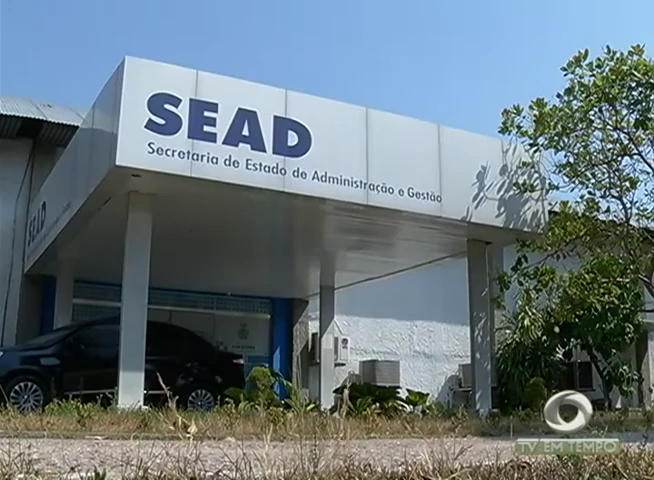 SEAD
Secretaria de Estado de Administração e Gestão
SEAD
TV EM TEMPO